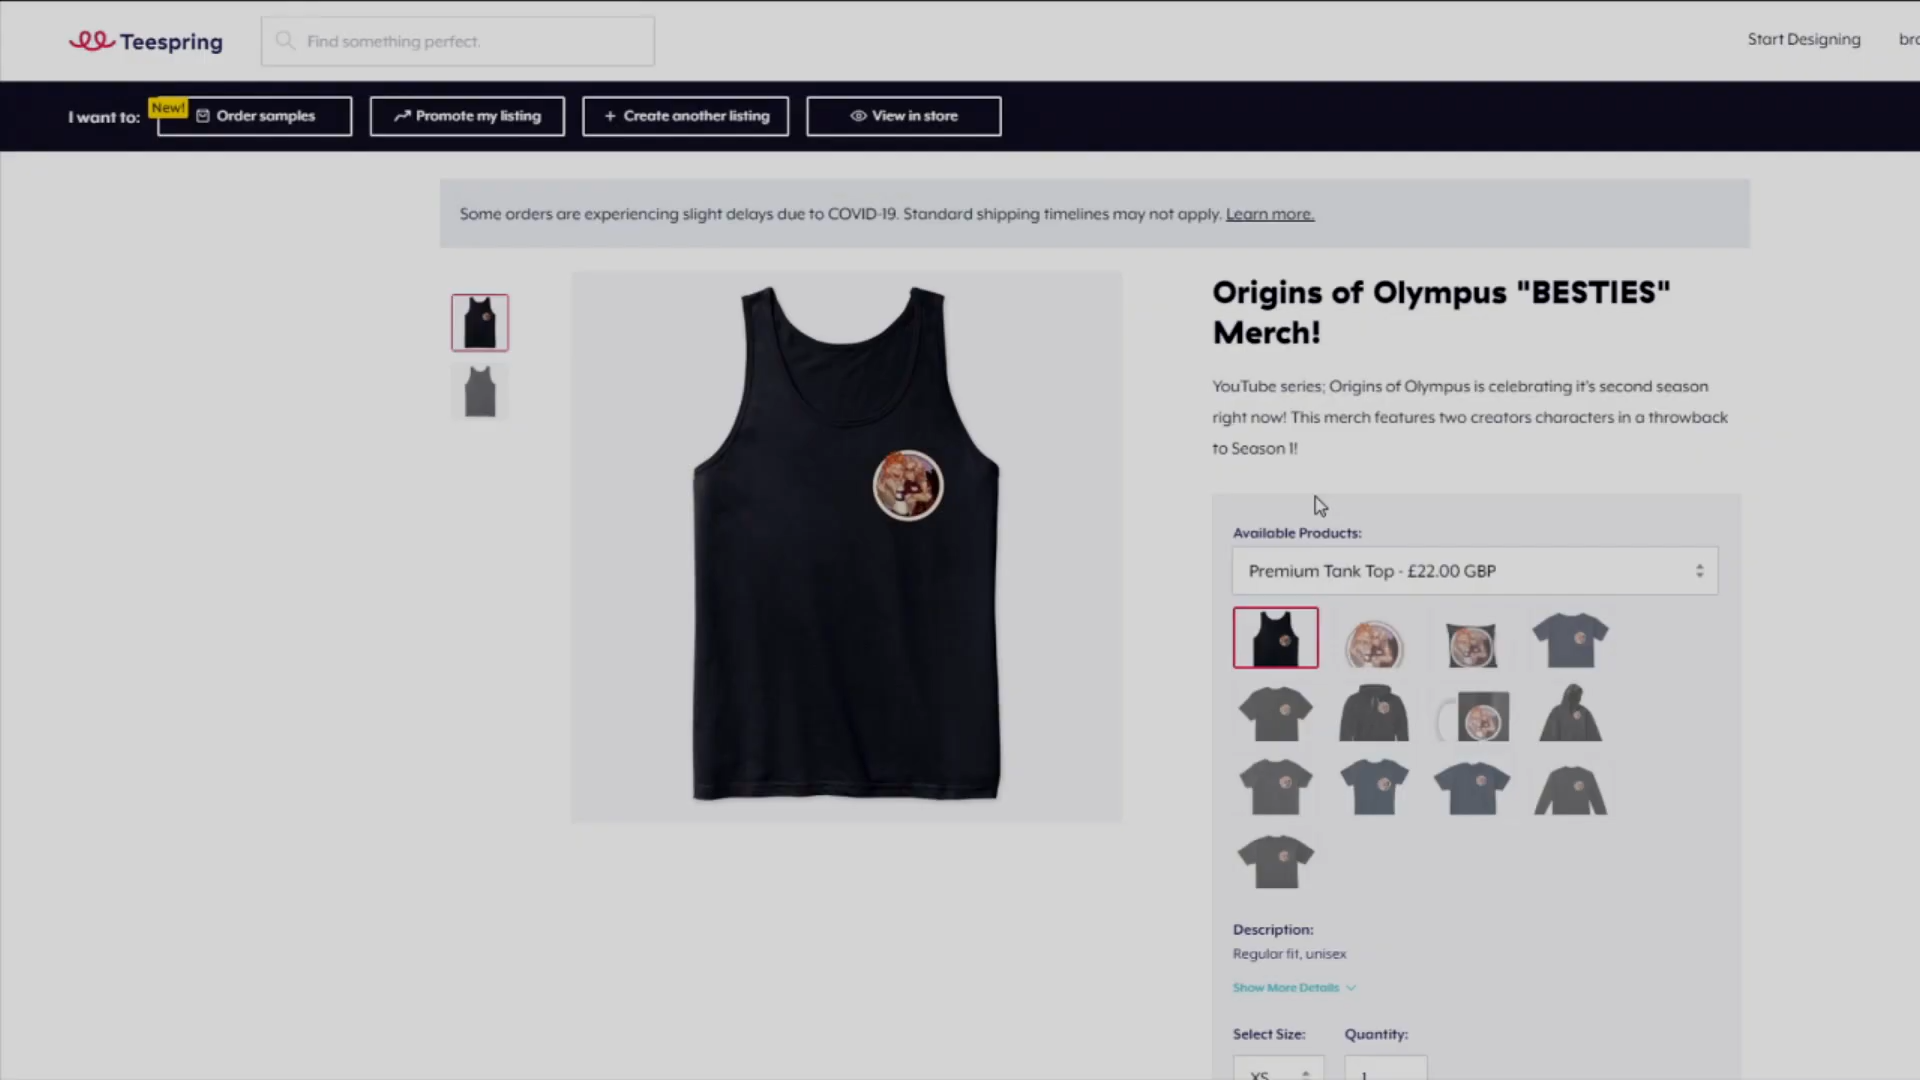 Teespring
Find something perfect.
Start Designing
bro
I want to:
New!
Order samples
Promote my listing
+ Create another listing
View in store
Some orders are experiencing slight delays due to COVID-19. Standard shipping timelines may not apply. Learn more.
Origins of Olympus "BESTIES"
Merch!
YouTube series; Origins of Olympus is celebrating it's second season
right now! This merch features two creators characters in a throwback
to Season 1!
Available Products:
Premium Tank Top - £22.00 GBP
Description:
Regular fit, unisex
Show More Details
Select Size:
Quantity:
XS
1